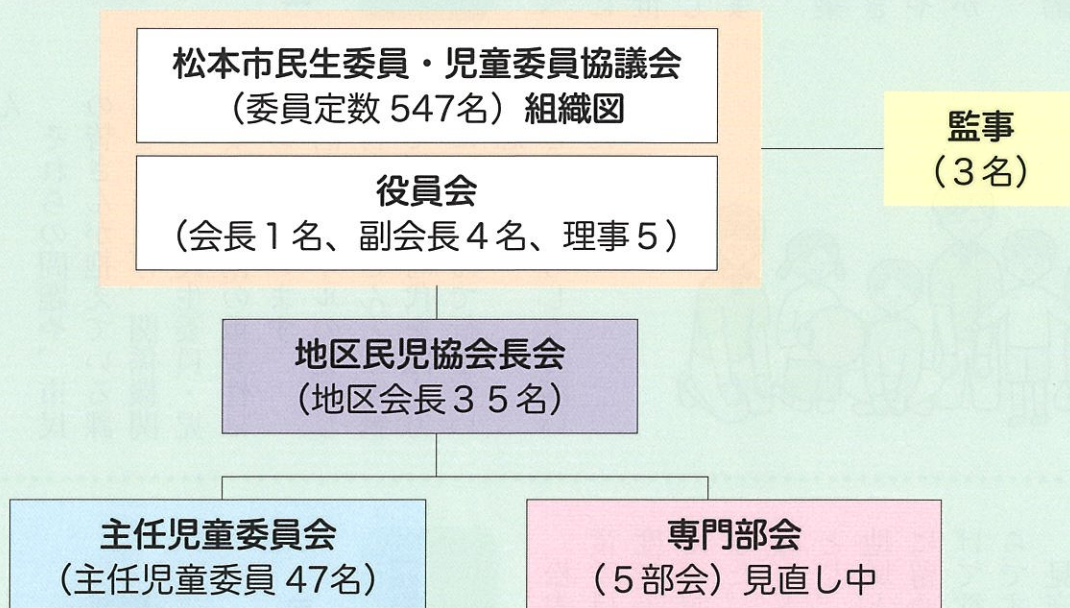 松本市民生委員・児童委員協議会
（委員定数 547名）組織図
役員会
（会長１名、副会長４名、理事５）
監事
（３名）
地区民児協会長会
（地区会長３５名）
主任児童委員会
（主任児童委員 47名）
専門部会
（５部会）見直し中